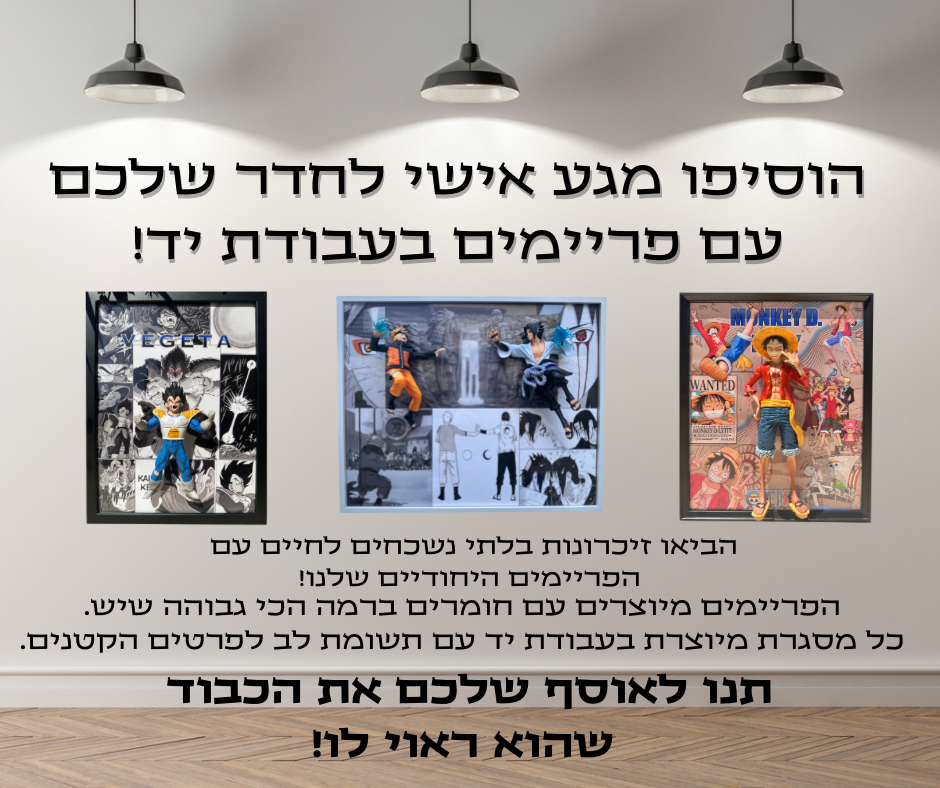 הוסיפו מגע אישי לחדר שלכם
עם פריימים בעבודת יד!
VEGETA
MONKEY D.
WANTED
הביאו זיכרונות בלתי נשכחים לחיים עם
הפריימים היחודיים שלנו!
הפריימים מיוצרים עם חומרים ברמה הכי גבוהה שיש.
כל מסגרת מיוצרת בעבודת יד עם תשומת לב לפרטים הקטנים.
תנו לאוסף שלכם את הכבוד
שהוא ראוי לו!